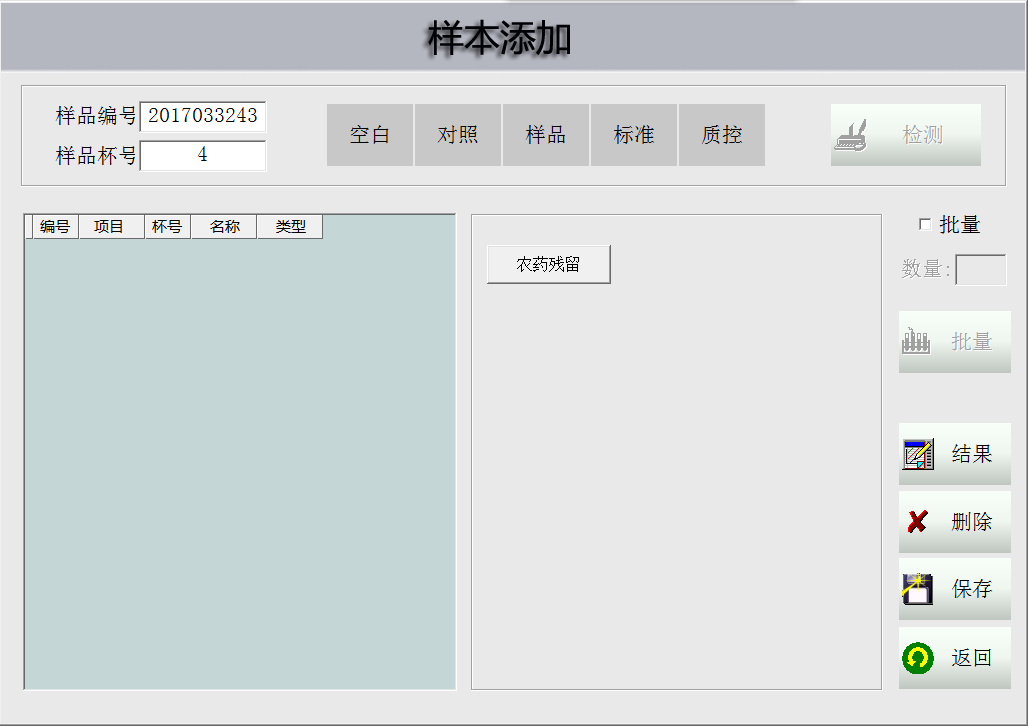 样本添加
样品编号 2017033243
样品杯号 4
空白 对照 样品 标准 质控
检测
编号 项目 杯号 名称 类型
农药残留
批量
数量:
批量
结果
删除
保存
返回